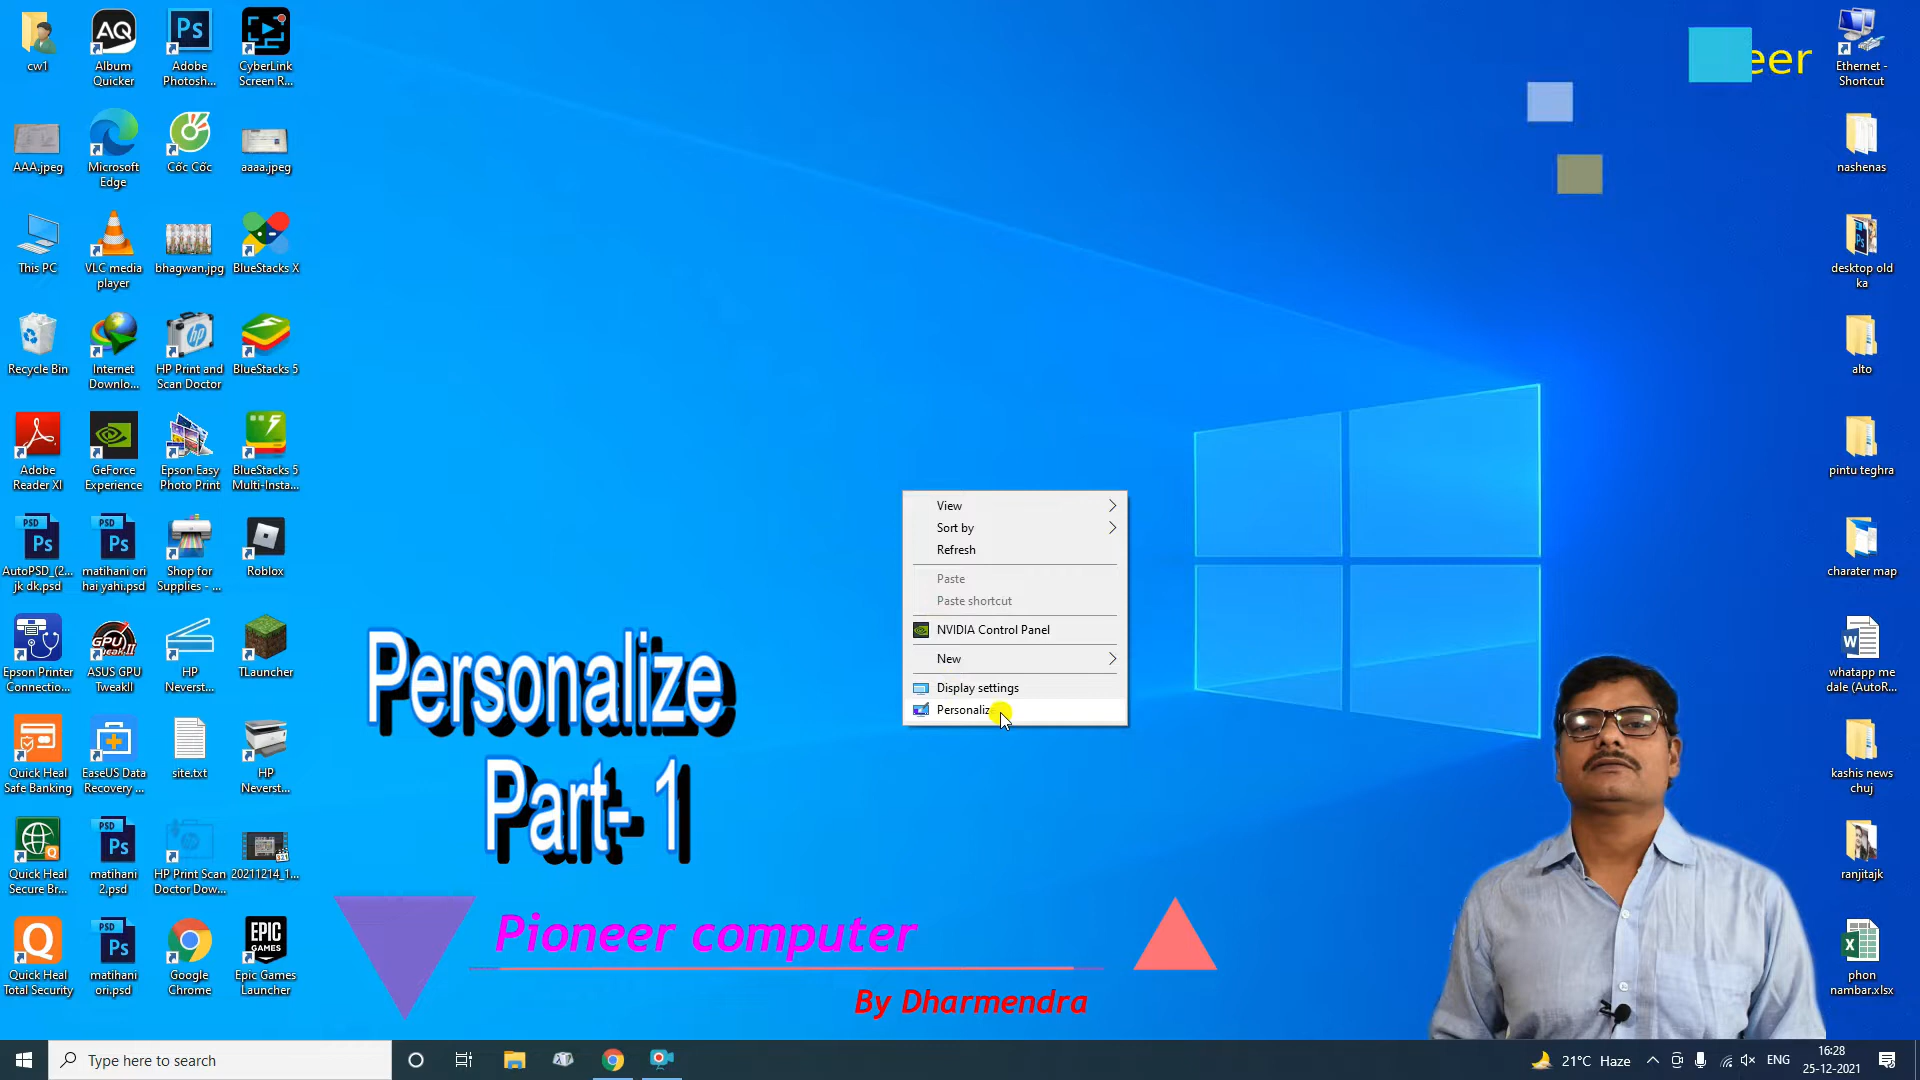 cw1
Album
Quicker
Adobe
Photosh...
CyberLink
Screen R...
AAA.jpeg
Microsoft
Edge
Cốc Cốc
aaaa.jpeg
This PC
VLC media
player
bhagwan.jpg
BlueStacks X
Recycle Bin
Internet
Downlo...
HP Print and
Scan Doctor
BlueStacks 5
Adobe
Reader XI
GeForce
Experience
Epson Easy
Photo Print
BlueStacks 5
Multi-Insta...
AutoPSD_(2...
jk dk.psd
matihani ori
hai yahi.psd
Shop for
Supplies - ...
Roblox
Epson Printer
Connectio...
ASUS GPU
TweakII
HP
Neverst...
TLauncher
Quick Heal
Safe Banking
EaseUS Data
Recovery ...
site.txt
HP
Neverst...
Quick Heal
Secure Br...
matihani
2.psd
HP Print Scan
Doctor Dow...
20211214_1...
Quick Heal
Total Security
matihani
ori.psd
Google
Chrome
EPIC
GAMES
Epic Games
Launcher
View
Sort by
Refresh
Paste
Paste shortcut
NVIDIA Control Panel
New
Display settings
Personaliz
Personalize
Part- 1
Pioneer computer
By Dharmendra
eer
Ethernet -
Shortcut
nashenas
desktop old
ka
alto
pintu teghra
charater map
whatapp me
dale (AutoR...
kashis news
chuj
ranjitajk
phon
nambar.xlsx
Type here to search
21°C Haze
ENG
16:28
25-12-2021